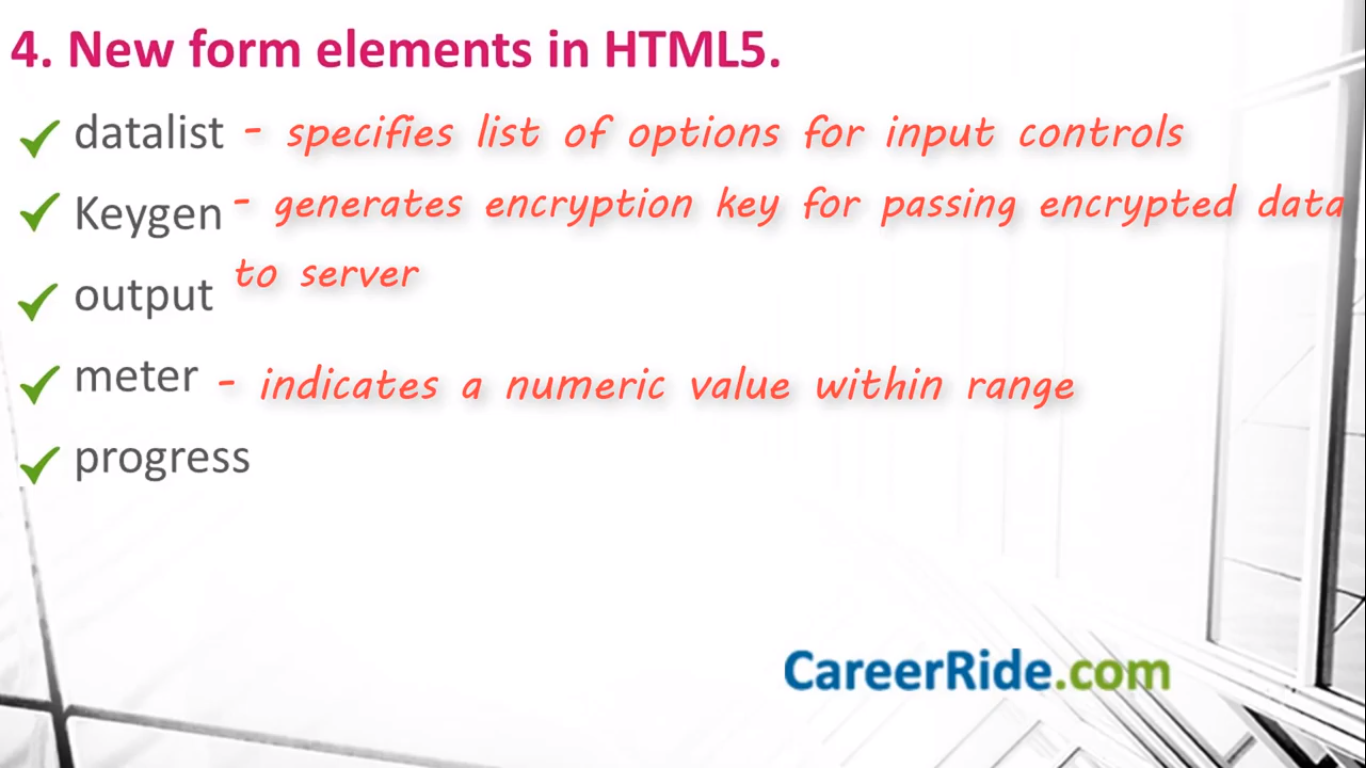 4. New form elements in HTML5.
datalist - specifies list of options for input controls
Keygen - generates encryption key for passing encrypted data
to server
output
meter - indicates a numeric value within range
progress
CareerRide.com